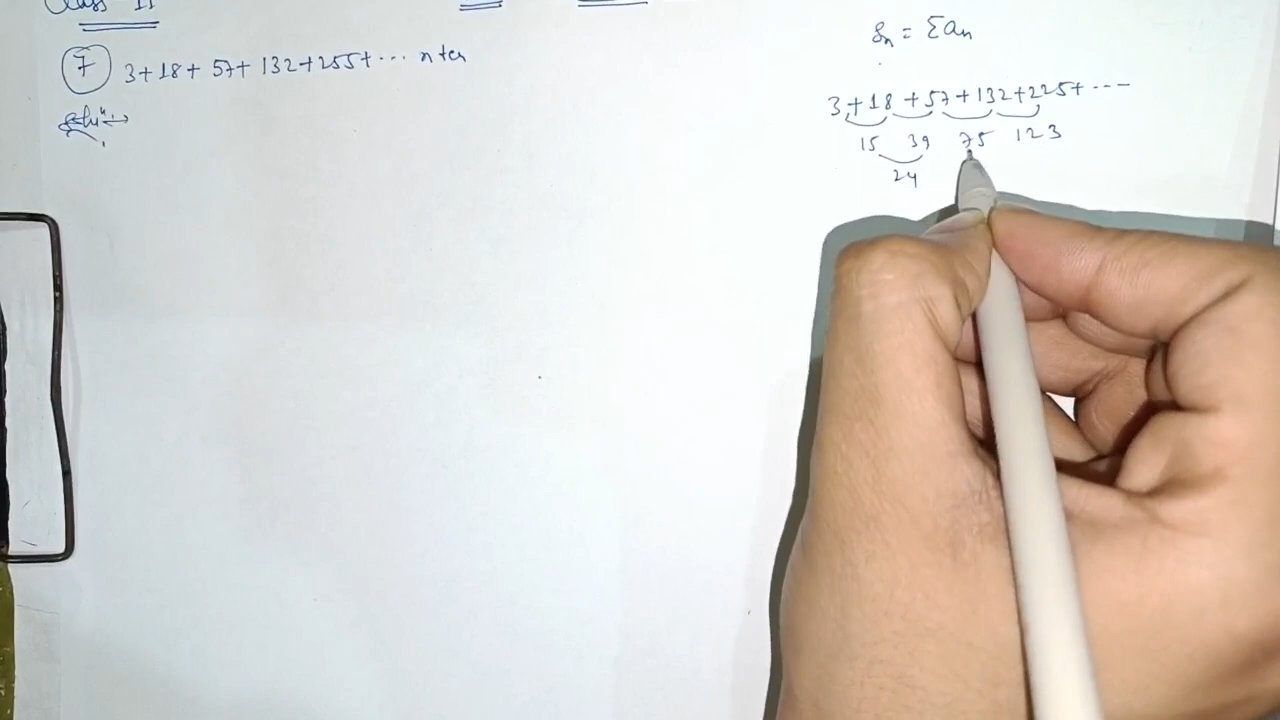 Class 11
7 3+18+57+132+255+... n ter
Solⁿ:→
Sn = Σan
3+18+57+132+225+---
15 39 75 123
24